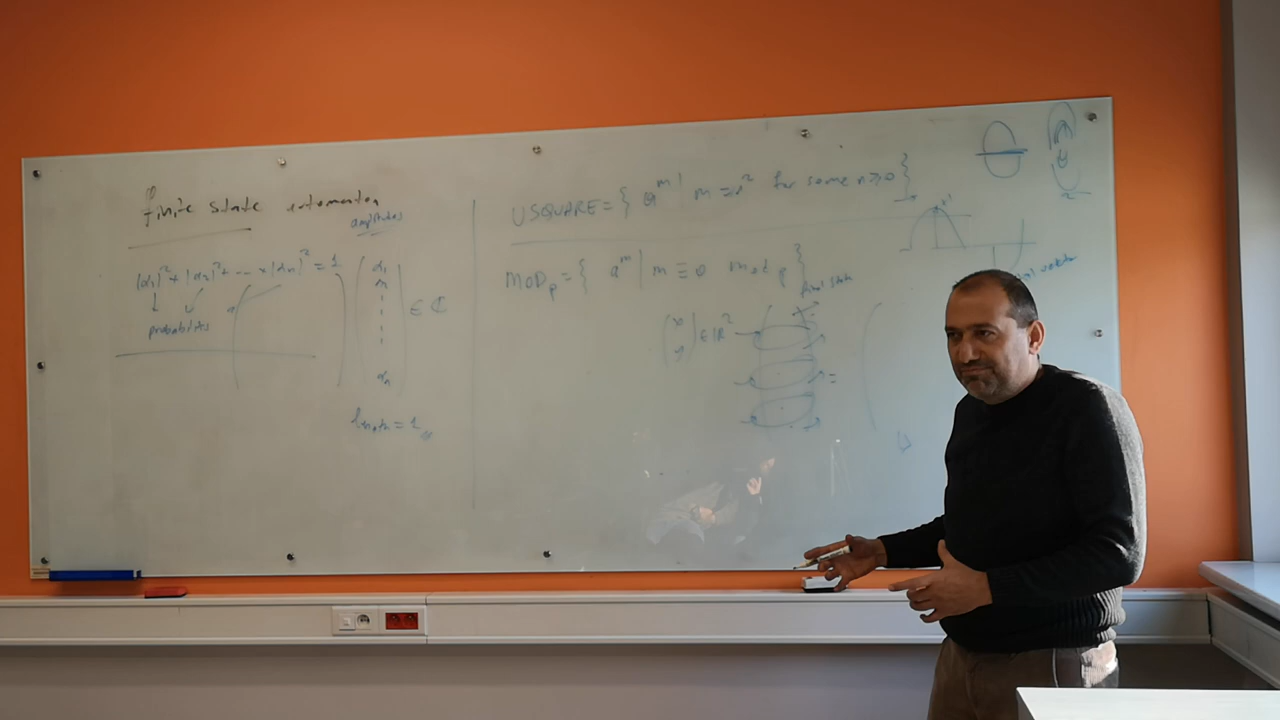 finite state automaton
amplitudes
|α₁|² + |α₂|² + --- + |αₙ|² = 1
probabilities
α₁
αₙ
∈ ℂ
length = 1
USQUARE = { a^m | m = n² for some n ≥ 0 }
MOD_p = { a^m | m ≡ 0 mod p }
final state
(x y) ∈ ℝ²
=